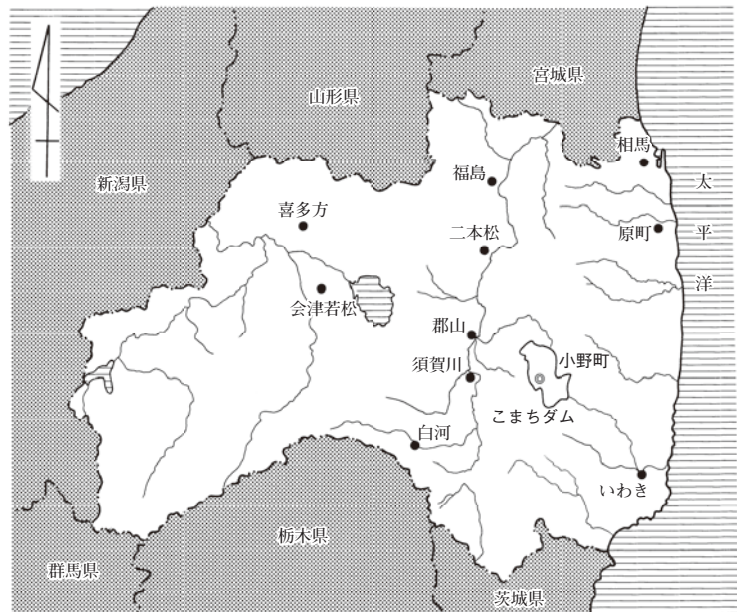 宮城県
山形県
相馬
新潟県
福島
太平洋
喜多方
二本松
原町
会津若松
郡山
小野町
須賀川
こまちダム
白河
いわき
栃木県
群馬県
茨城県